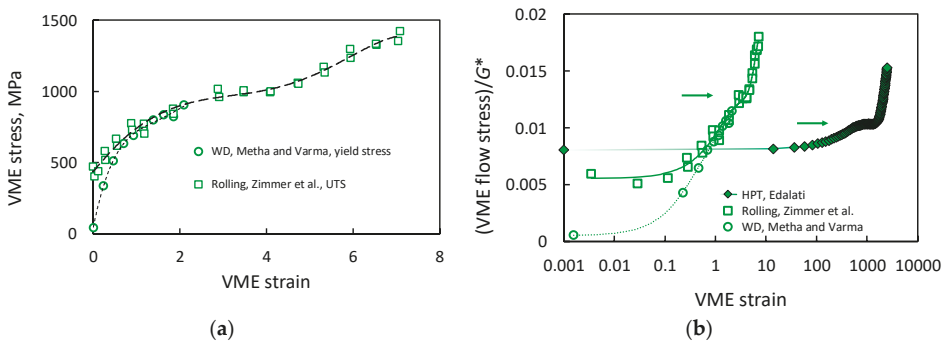 (a)
VME stress, MPa
1500
1000
500
0
0 2 4 6 8
VME strain
WD, Metha and Varma, yield stress
Rolling, Zimmer et al., UTS
(a)
(b)
(VME flow stress)/G*
0.02
0.015
0.01
0.005
0
0.001 0.01 0.1 1 10 100 1000 10000
VME strain
HPT, Edalati
Rolling, Zimmer et al.
WD, Metha and Varma
(b)